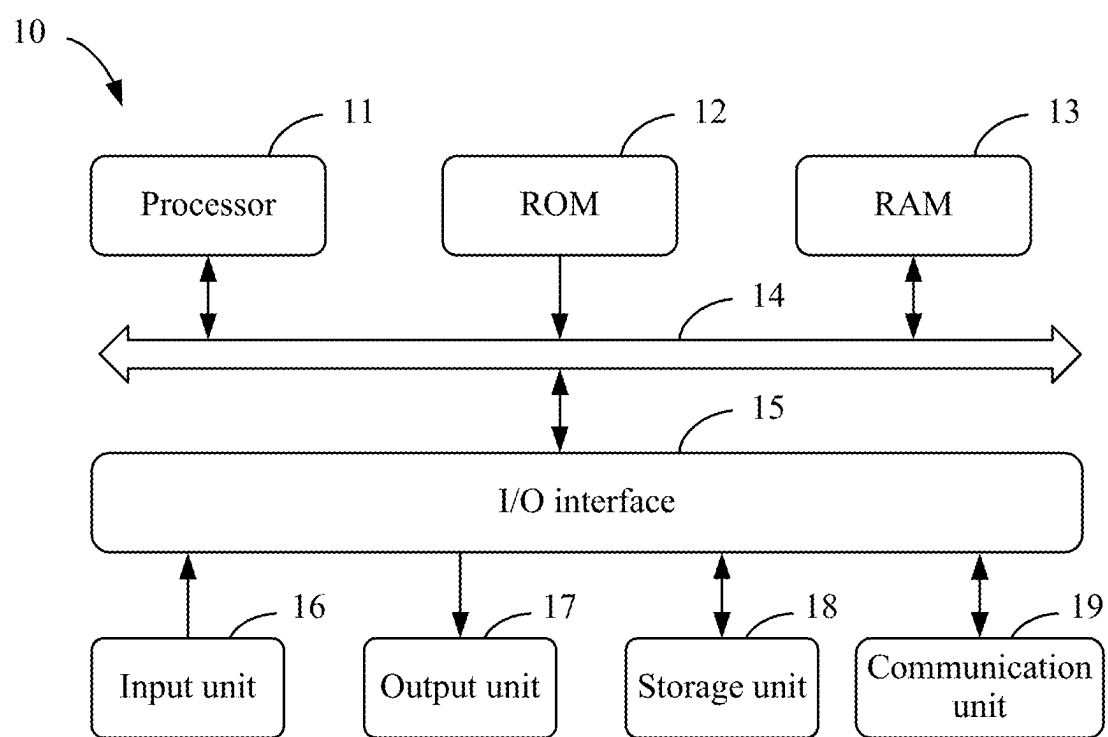 10
11
12
13
Processor
ROM
RAM
14
15
I/O interface
16
17
18
19
Input unit
Output unit
Storage unit
Communication
unit